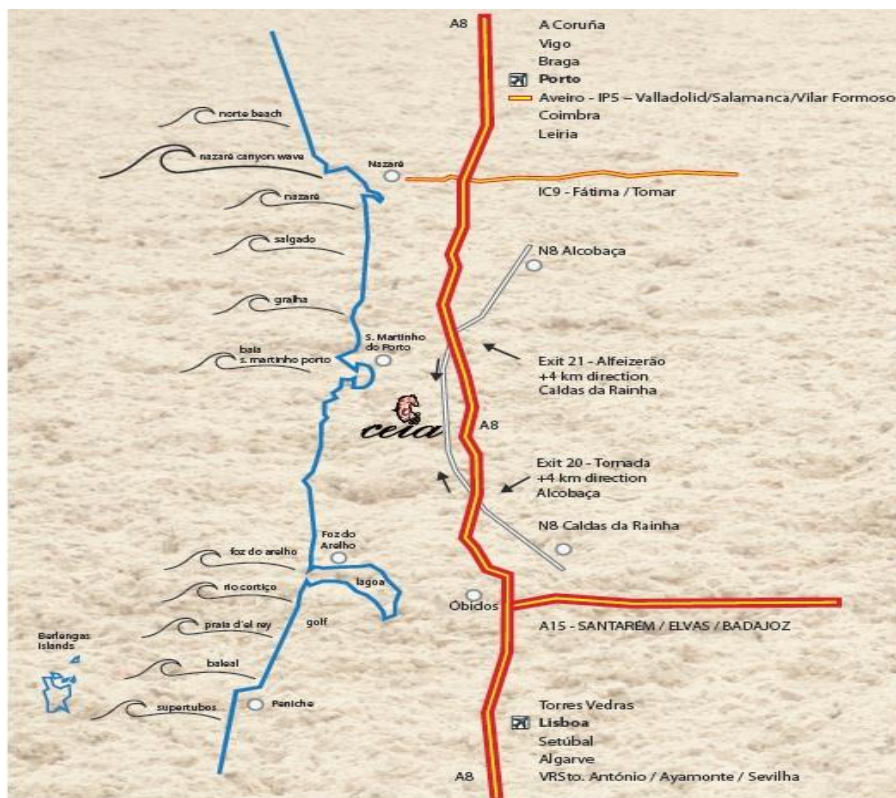 A8
A Coruña
Vigo
Braga
Porto
Aveiro - IP5 – Valladolid/Salamanca/Vilar Formoso
Coimbra
Leiria
norte beach
nazaré canyon wave
Nazaré
IC9 - Fátima / Tomar
nazaré
salgado
N8 Alcobaça
gralha
S. Martinho
do Porto
baia
s. martinho porto
Exit 21 - Alfeizerão
+4 km direction
Caldas da Rainha
ceia
A8
Exit 20 - Tornada
+4 km direction
Alcobaça
N8 Caldas da Rainha
Foz do
Arelho
foz do arelho
lagoa
rio cortiço
Óbidos
golf
praia d'el rey
A15 - SANTARÉM / ELVAS / BADAJOZ
Berlengas
Islands
baleal
Peniche
supertubos
Torres Vedras
Lisboa
Setúbal
Algarve
A8
VRSto. António / Ayamonte / Sevilha